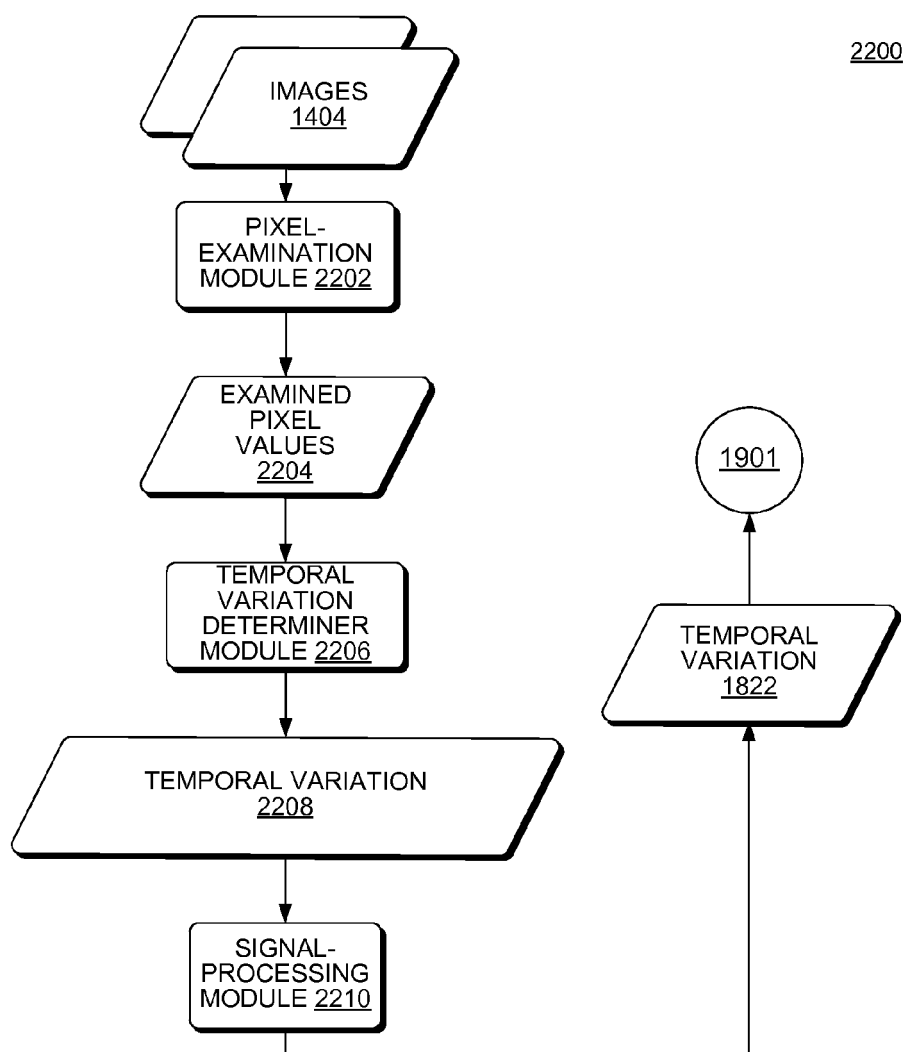 2200
IMAGES
1404
PIXEL-
EXAMINATION
MODULE 2202
EXAMINED
PIXEL
VALUES
2204
TEMPORAL
VARIATION
DETERMINER
MODULE 2206
TEMPORAL VARIATION
2208
SIGNAL-
PROCESSING
MODULE 2210
1901
TEMPORAL
VARIATION
1822